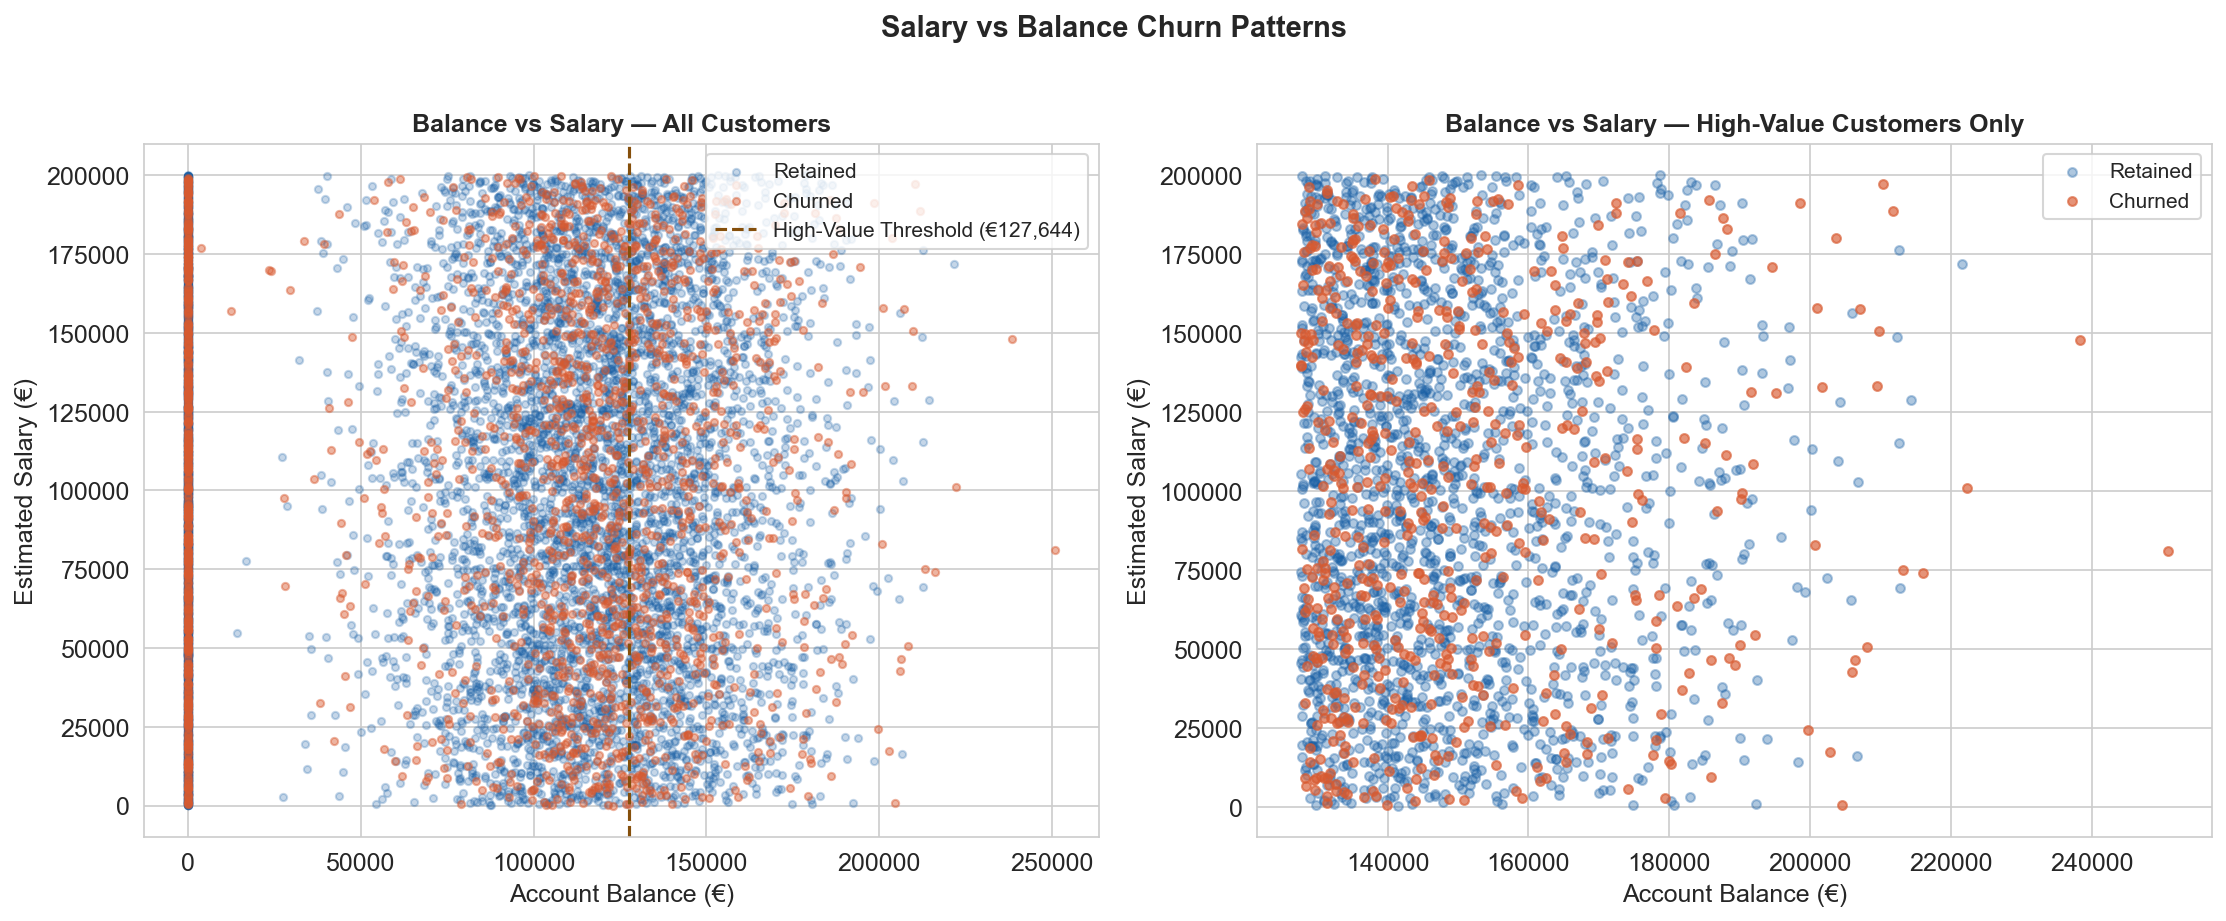 Salary vs Balance Churn Patterns
Balance vs Salary — All Customers
Estimated Salary (€)
200000
175000
150000
125000
100000
75000
50000
25000
0
Retained
Churned
High-Value Threshold (€127,644)
0
50000
100000
150000
200000
250000
Account Balance (€)
Balance vs Salary — High-Value Customers Only
Estimated Salary (€)
200000
175000
150000
125000
100000
75000
50000
25000
0
Retained
Churned
140000
160000
180000
200000
220000
240000
Account Balance (€)